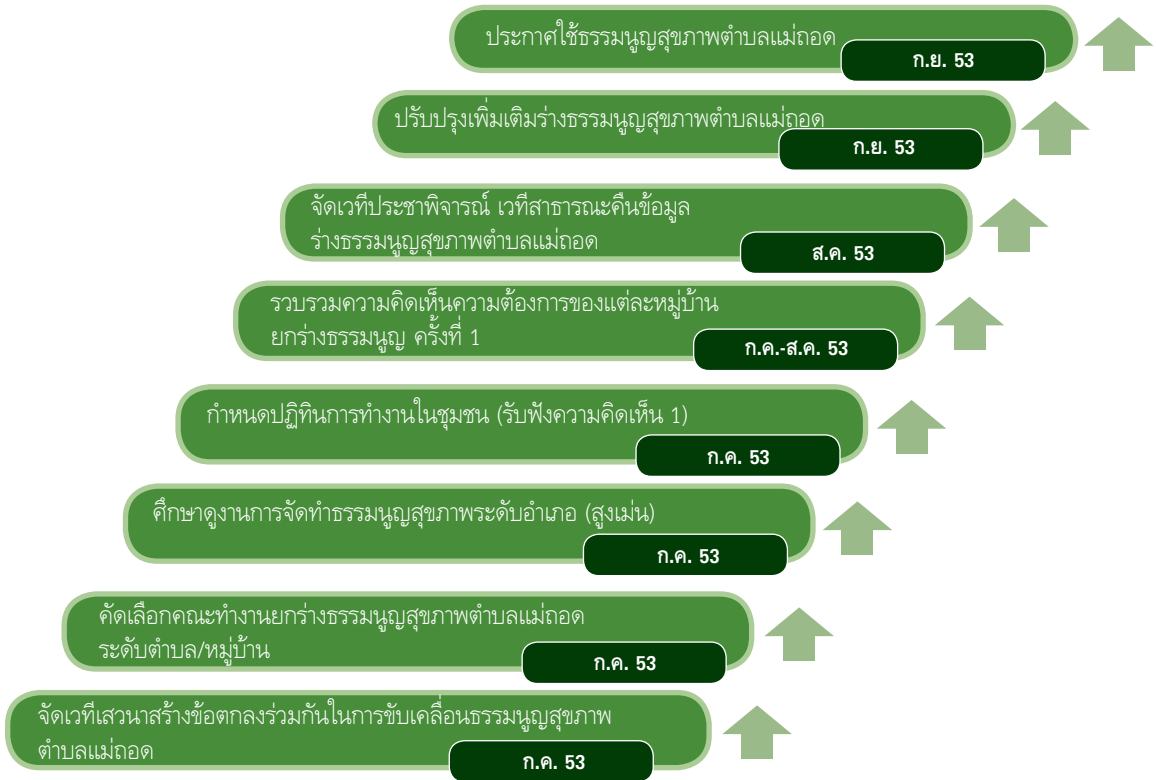 ประกาศใช้ธรรมนูญสุขภาพตำบลแม่ถอด
ก.ย. 53
ปรับปรุงเพิ่มเติมร่างธรรมนูญสุขภาพตำบลแม่ถอด
ก.ย. 53
จัดเวทีประชาพิจารณ์ เวทีสาธารณะคืนข้อมูล
ร่างธรรมนูญสุขภาพตำบลแม่ถอด
ส.ค. 53
รวบรวมความคิดเห็นความต้องการของแต่ละหมู่บ้าน
ยกร่างธรรมนูญ ครั้งที่ 1
ก.ค.-ส.ค. 53
กำหนดปฏิทินการทำงานในชุมชน (รับฟังความคิดเห็น 1)
ก.ค. 53
ศึกษาดูงานการจัดทำธรรมนูญสุขภาพระดับอำเภอ (สูงเม่น)
ก.ค. 53
คัดเลือกคณะทำงานยกร่างธรรมนูญสุขภาพตำบลแม่ถอด
ระดับตำบล/หมู่บ้าน
ก.ค. 53
จัดเวทีเสวนาสร้างข้อตกลงร่วมกันในการขับเคลื่อนธรรมนูญสุขภาพ
ตำบลแม่ถอด
ก.ค. 53